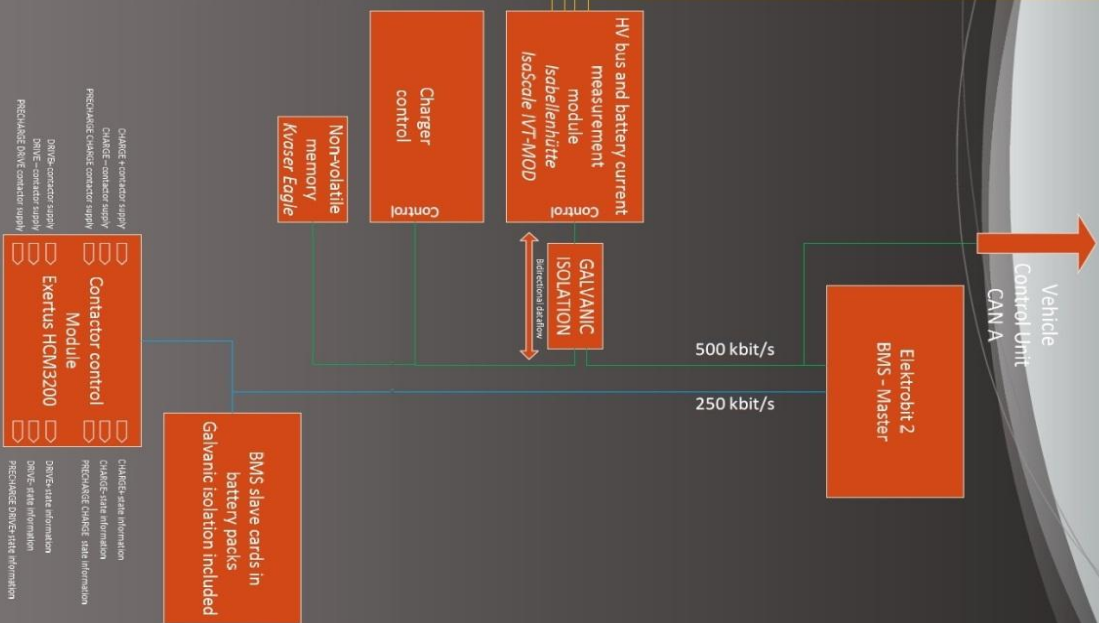 Vehicle
Control Unit
CAN A
Elektrobit 2
BMS – Master
500 kbit/s
250 kbit/s
HV bus and battery current
measurement
module
Isabellenhütte
IsaScale IVT-MOD
Control
GALVANIC
ISOLATION
Bidirectional dataflow
Charger
control
Control
Non-volatile
memory
Kvaser Eagle
BMS slave cards in
battery packs
Galvanic isolation included
CHARGE + contactor supply
CHARGE – contactor supply
PRECHARGE CHARGE contactor supply
DRIVE+ contactor supply
DRIVE – contactor supply
PRECHARGE DRIVE contactor supply
Contactor control
Module
Exertus HCM3200
CHARGE+ state information
CHARGE- state information
PRECHARGE CHARGE state information
DRIVE+ state information
DRIVE- state information
PRECHARGE DRIVE+ state information